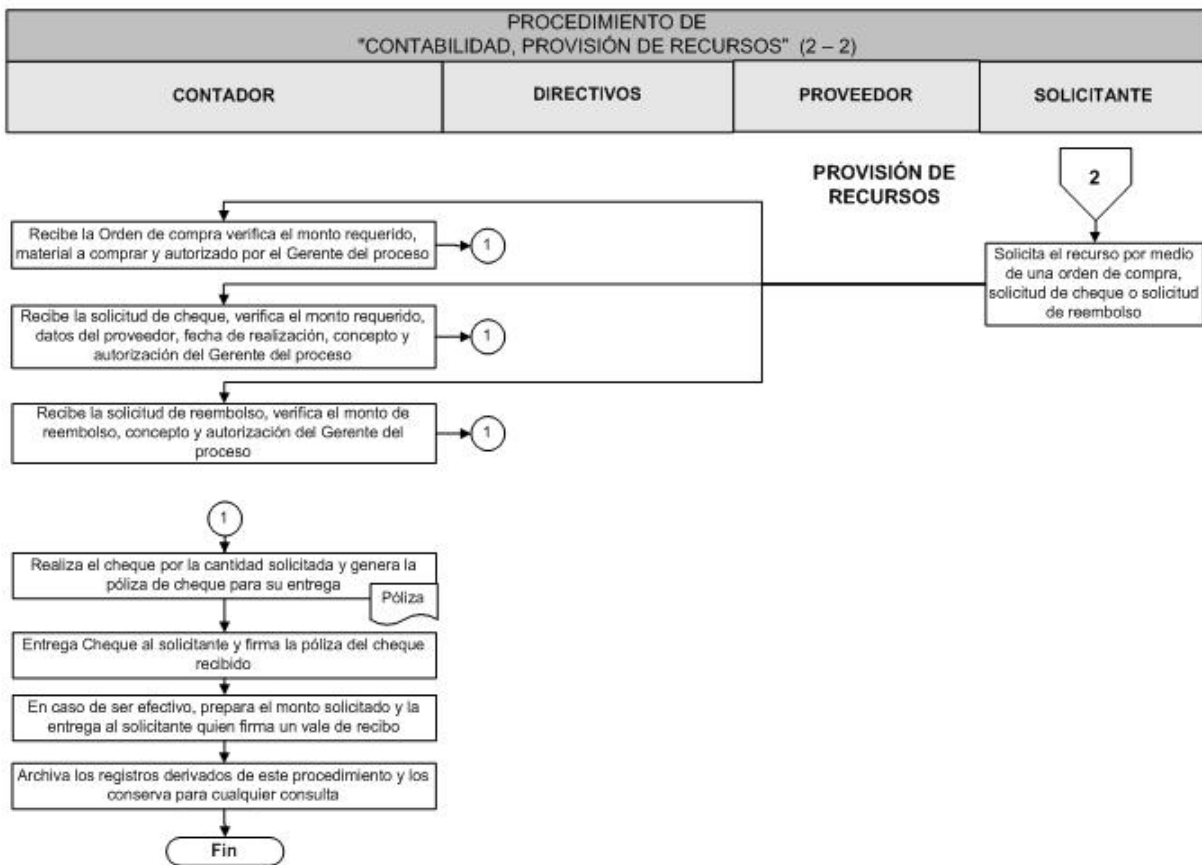 PROCEDIMIENTO DE
"CONTABILIDAD, PROVISIÓN DE RECURSOS" (2 – 2)
CONTADOR
DIRECTIVOS
PROVEEDOR
SOLICITANTE
PROVISIÓN DE
RECURSOS
2
Recibe la Orden de compra verifica el monto requerido,
material a comprar y autorizado por el Gerente del proceso
1
Solicita el recurso por medio
de una orden de compra,
solicitud de cheque o solicitud
de reembolso
Recibe la solicitud de cheque, verifica el monto requerido,
datos del proveedor, fecha de realización, concepto y
autorización del Gerente del proceso
1
Recibe la solicitud de reembolso, verifica el monto de
reembolso, concepto y autorización del Gerente del
proceso
1
1
Realiza el cheque por la cantidad solicitada y genera la
póliza de cheque para su entrega
Póliza
Entrega Cheque al solicitante y firma la póliza del cheque
recibido
En caso de ser efectivo, prepara el monto solicitado y la
entrega al solicitante quien firma un vale de recibo
Archiva los registros derivados de este procedimiento y los
conserva para cualquier consulta
Fin